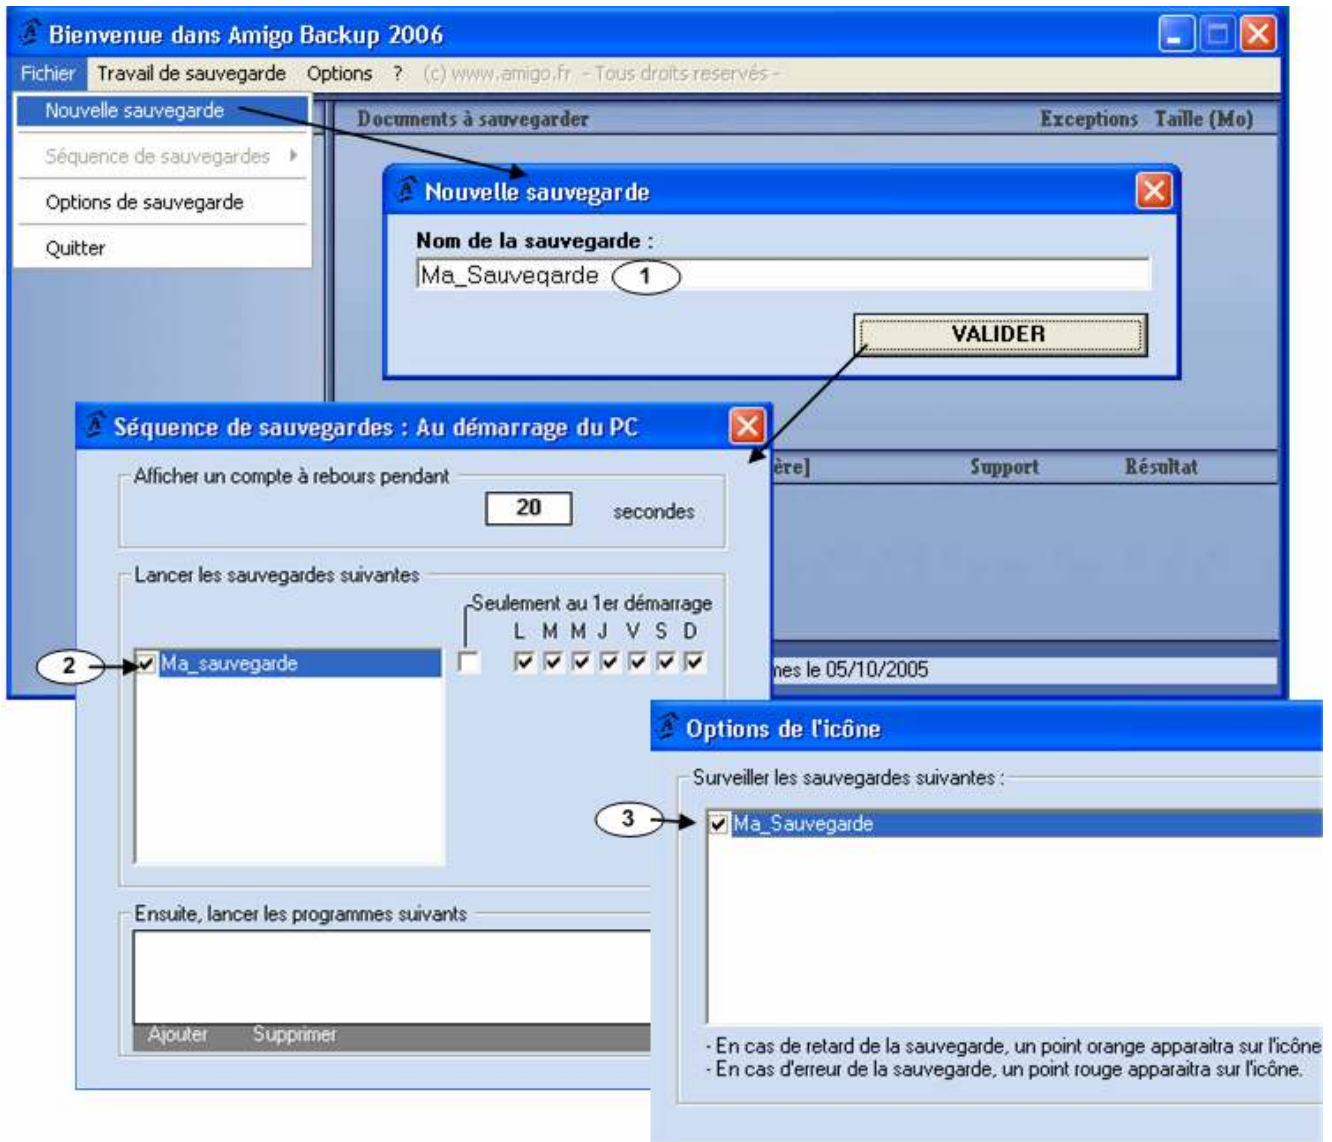 Bienvenue dans Amigo Backup 2006
Fichier Travail de sauvegarde Options ? (c) www.amigo.fr - Tous droits reservés -
Nouvelle sauvegarde
Séquence de sauvegardes
Options de sauvegarde
Quitter
Documents à sauvegarder Exceptions Taille (Mo)
Nouvelle sauvegarde
Nom de la sauvegarde :
Ma_Sauvegarde 1
VALIDER
ère] Support Résultat
mes le 05/10/2005
Séquence de sauvegardes : Au démarrage du PC
Afficher un compte à rebours pendant
20 secondes
Lancer les sauvegardes suivantes
Seulement au 1er démarrage
L M M J V S D
2 Ma_sauvegarde
Ensuite, lancer les programmes suivants
Ajouter Supprimer
Options de l'icône
Surveiller les sauvegardes suivantes :
3 Ma_Sauvegarde
- En cas de retard de la sauvegarde, un point orange apparaitra sur l'icône
- En cas d'erreur de la sauvegarde, un point rouge apparaitra sur l'icône.